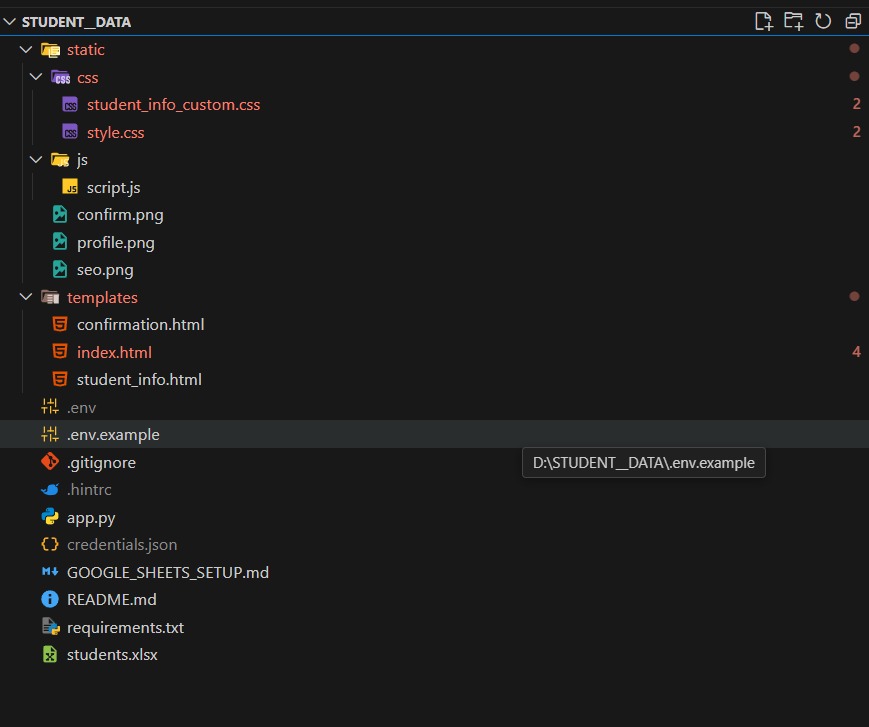 STUDENT__DATA
static
css
student_info_custom.css 2
style.css 2
js
script.js
confirm.png
profile.png
seo.png
templates
confirmation.html
index.html 4
student_info.html
.env
.env.example
.gitignore
D:\STUDENT__DATA\.env.example
.hintrc
app.py
credentials.json
GOOGLE_SHEETS_SETUP.md
README.md
requirements.txt
students.xlsx